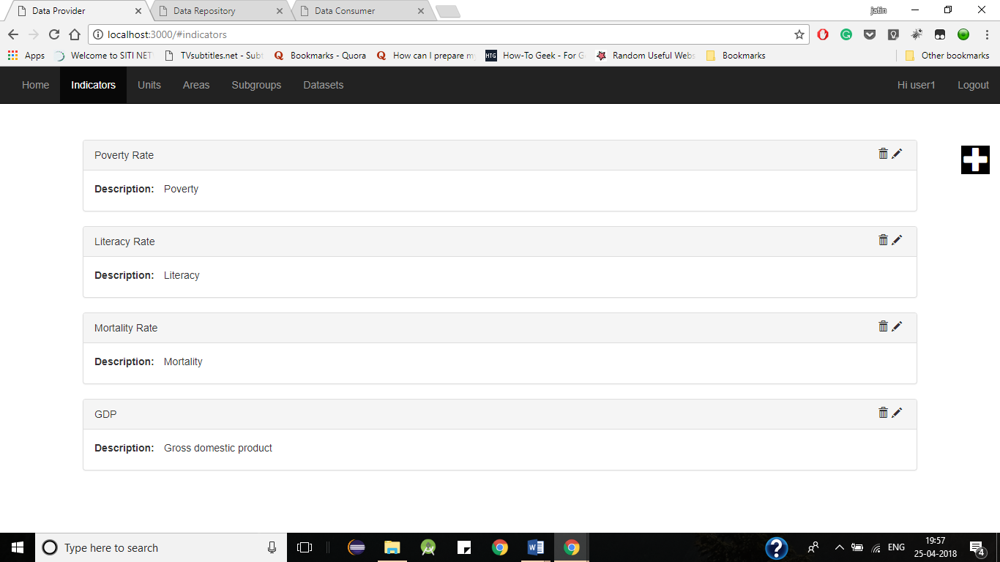 Data Provider
Data Repository
Data Consumer
jatin
localhost:3000/#indicators
Apps
Welcome to SITI NET
TVsubtitles.net - Subt
Q
Bookmarks - Quora
Q
How can I prepare m
HTG
How-To Geek - For G
Random Useful Webs
Bookmarks
Other bookmarks
Home
Indicators
Units
Areas
Subgroups
Datasets
Hi user1
Logout
Poverty Rate
Description: Poverty
Literacy Rate
Description: Literacy
Mortality Rate
Description: Mortality
GDP
Description: Gross domestic product
Type here to search
ENG
19:57
25-04-2018
4